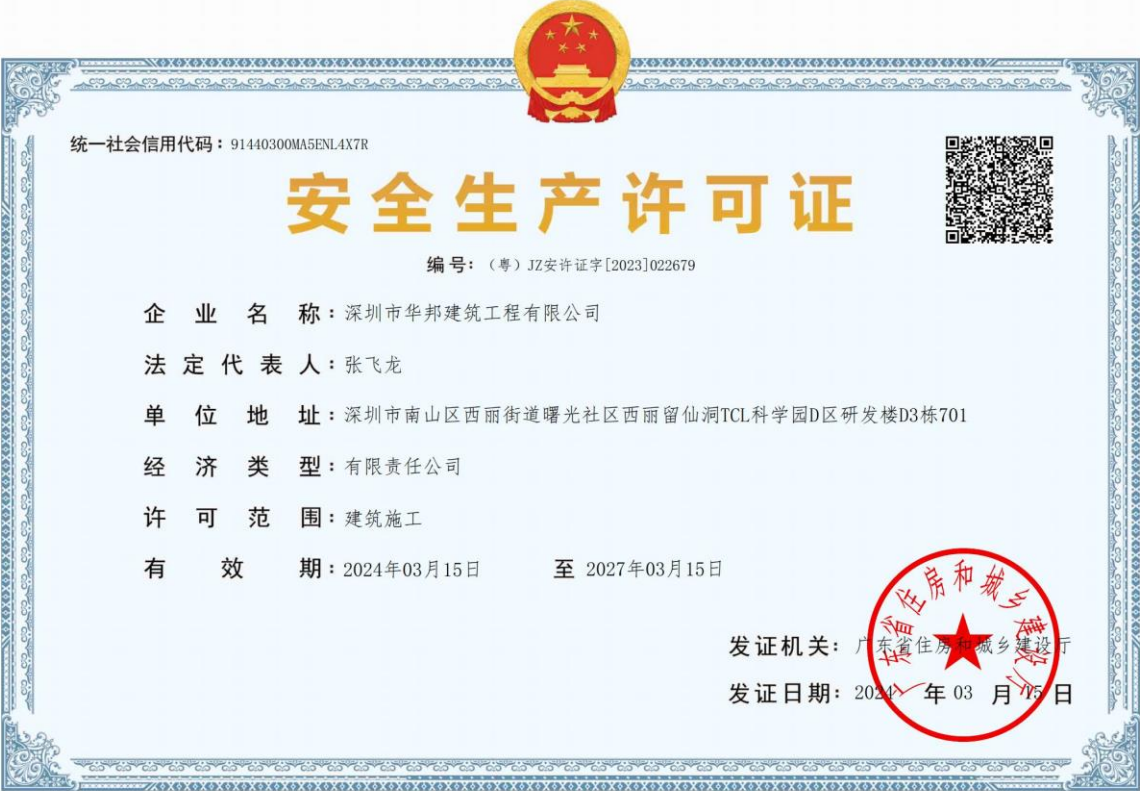 统一社会信用代码：91440300MA5ENL4X7R
安全生产许可证
编号：（粤）JZ安许证字[2023]022679
企业名称：深圳市华邦建筑工程有限公司
法定代表人：张飞龙
单位地址：深圳市南山区西丽街道曙光社区西丽留仙洞TCL科学园D区研发楼D3栋701
经济类型：有限责任公司
许可范围：建筑施工
有效期：2024年03月15日 至 2027年03月15日
发证机关：广东省住房和城乡建设厅
发证日期：2024 年 03 月 15 日
广东省住房和城乡建设厅